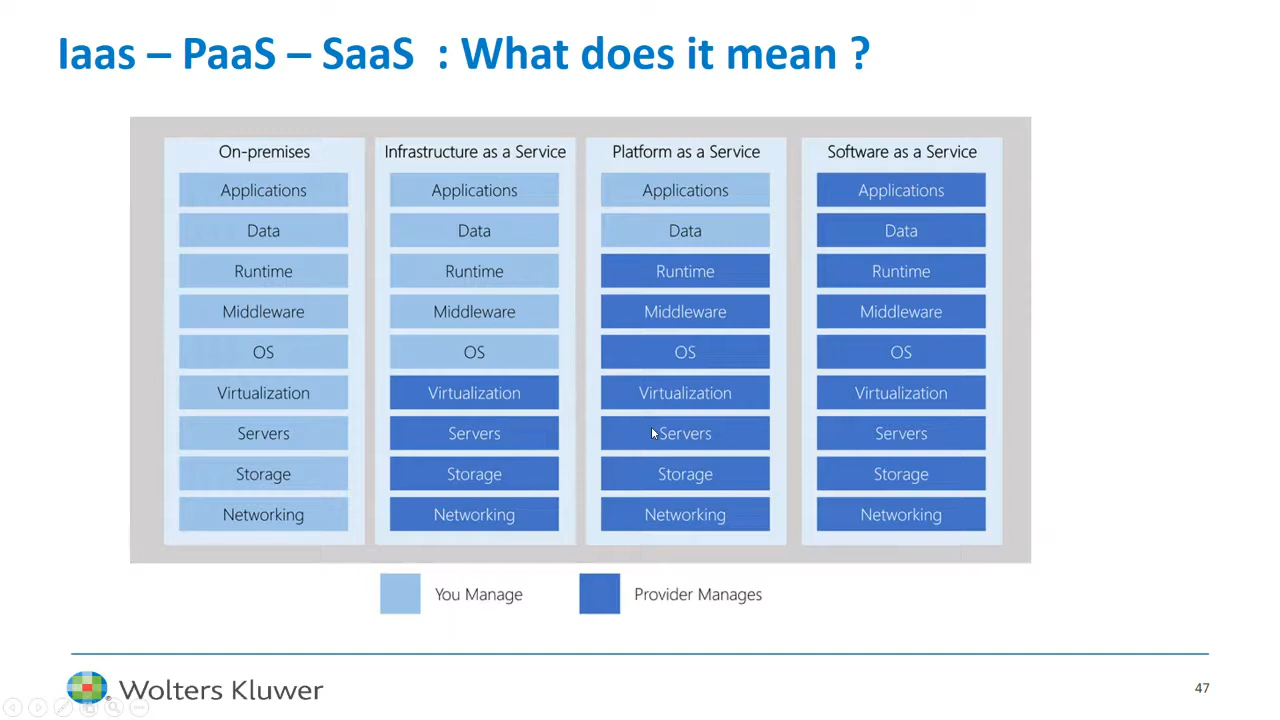 Iaas – PaaS – SaaS : What does it mean ?
On-premises
Applications
Data
Runtime
Middleware
OS
Virtualization
Servers
Storage
Networking
Infrastructure as a Service
Applications
Data
Runtime
Middleware
OS
Virtualization
Servers
Storage
Networking
Platform as a Service
Applications
Data
Runtime
Middleware
OS
Virtualization
Servers
Storage
Networking
Software as a Service
Applications
Data
Runtime
Middleware
OS
Virtualization
Servers
Storage
Networking
You Manage
Provider Manages
Wolters Kluwer
47